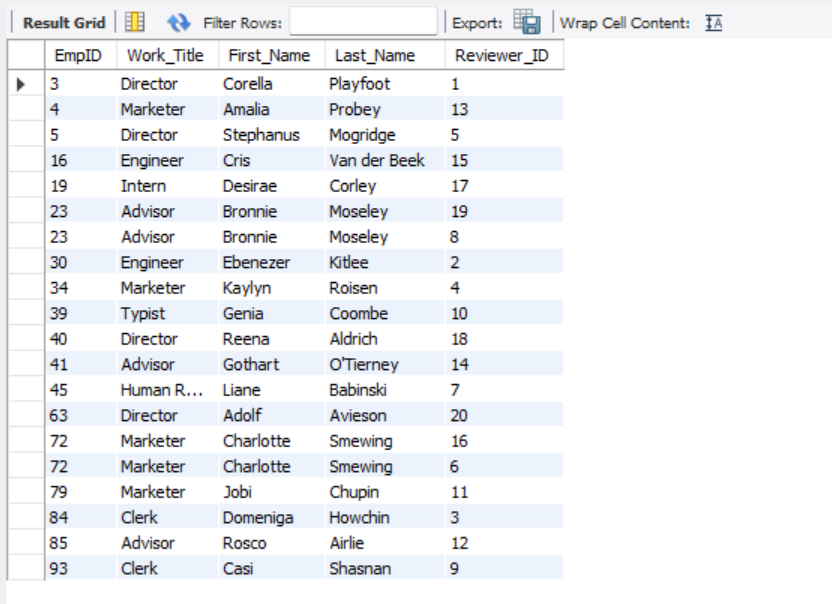 Result Grid Filter Rows: Export: Wrap Cell Content: IA
EmpID Work_Title First_Name Last_Name Reviewer_ID
3 Director Corella Playfoot 1
4 Marketer Amalia Probey 13
5 Director Stephanus Mogridge 5
16 Engineer Cris Van der Beek 15
19 Intern Desirae Corley 17
23 Advisor Bronnie Moseley 19
23 Advisor Bronnie Moseley 8
30 Engineer Ebenezer Kitlee 2
34 Marketer Kaylyn Roisen 4
39 Typist Genia Coombe 10
40 Director Reena Aldrich 18
41 Advisor Gothart O'Tierney 14
45 Human R... Liane Babinski 7
63 Director Adolf Avieson 20
72 Marketer Charlotte Smewing 16
72 Marketer Charlotte Smewing 6
79 Marketer Jobi Chupin 11
84 Clerk Domeniga Howchin 3
85 Advisor Rosco Airlie 12
93 Clerk Casi Shasnan 9